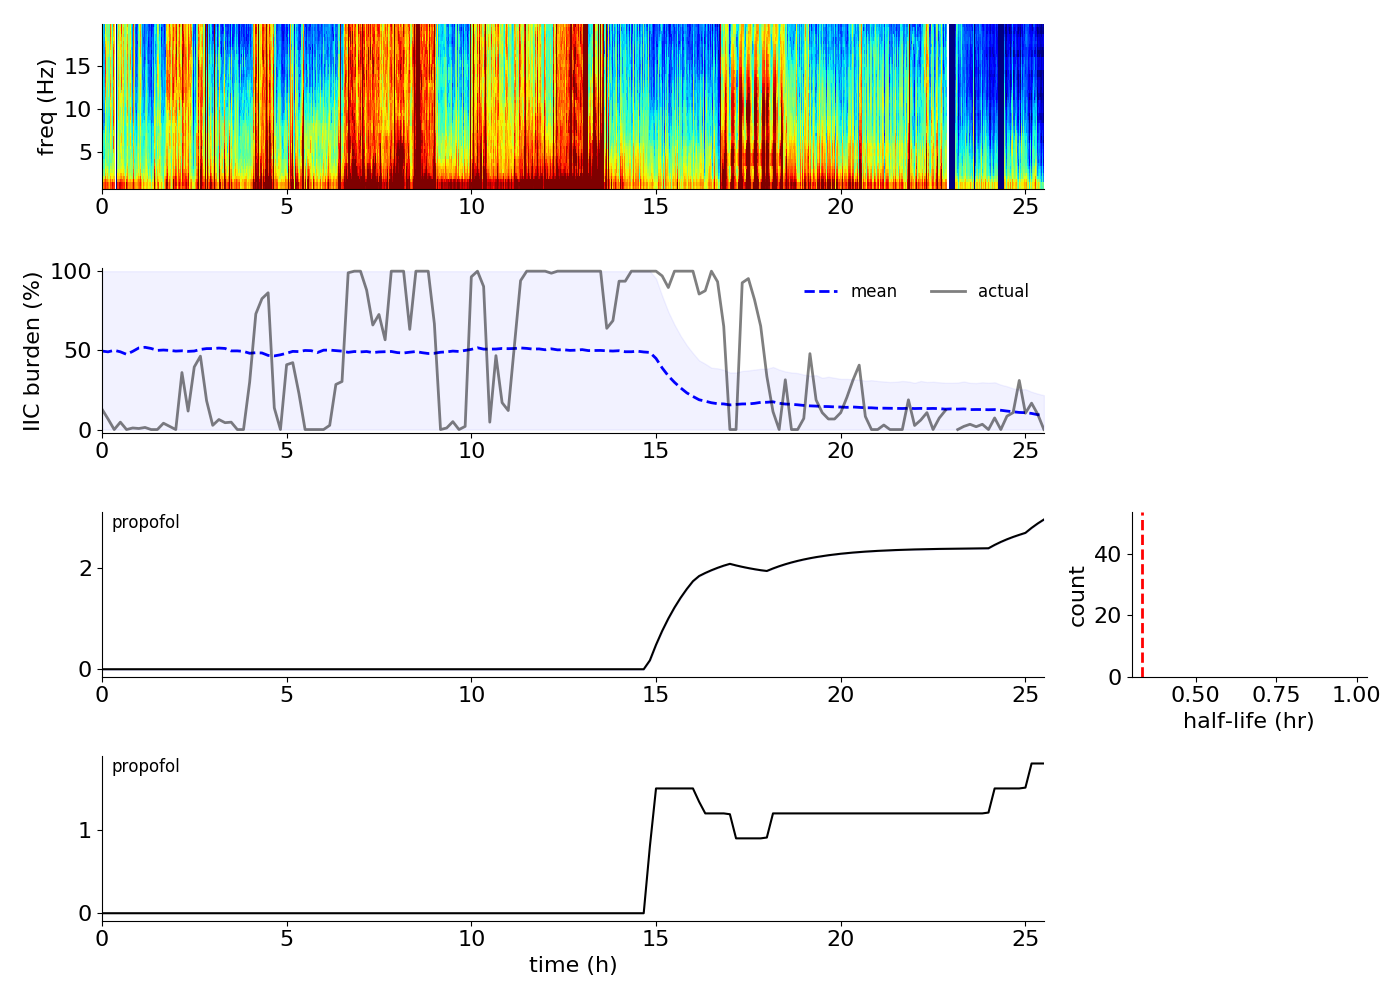 freq (Hz)
15
10
5
0 5 10 15 20 25
IIC burden (%)
100
50
0
mean actual
0 5 10 15 20 25
propofol
2
0
0 5 10 15 20 25
count
40
20
0
0.50 0.75 1.00
half-life (hr)
propofol
1
0
0 5 10 15 20 25
time (h)